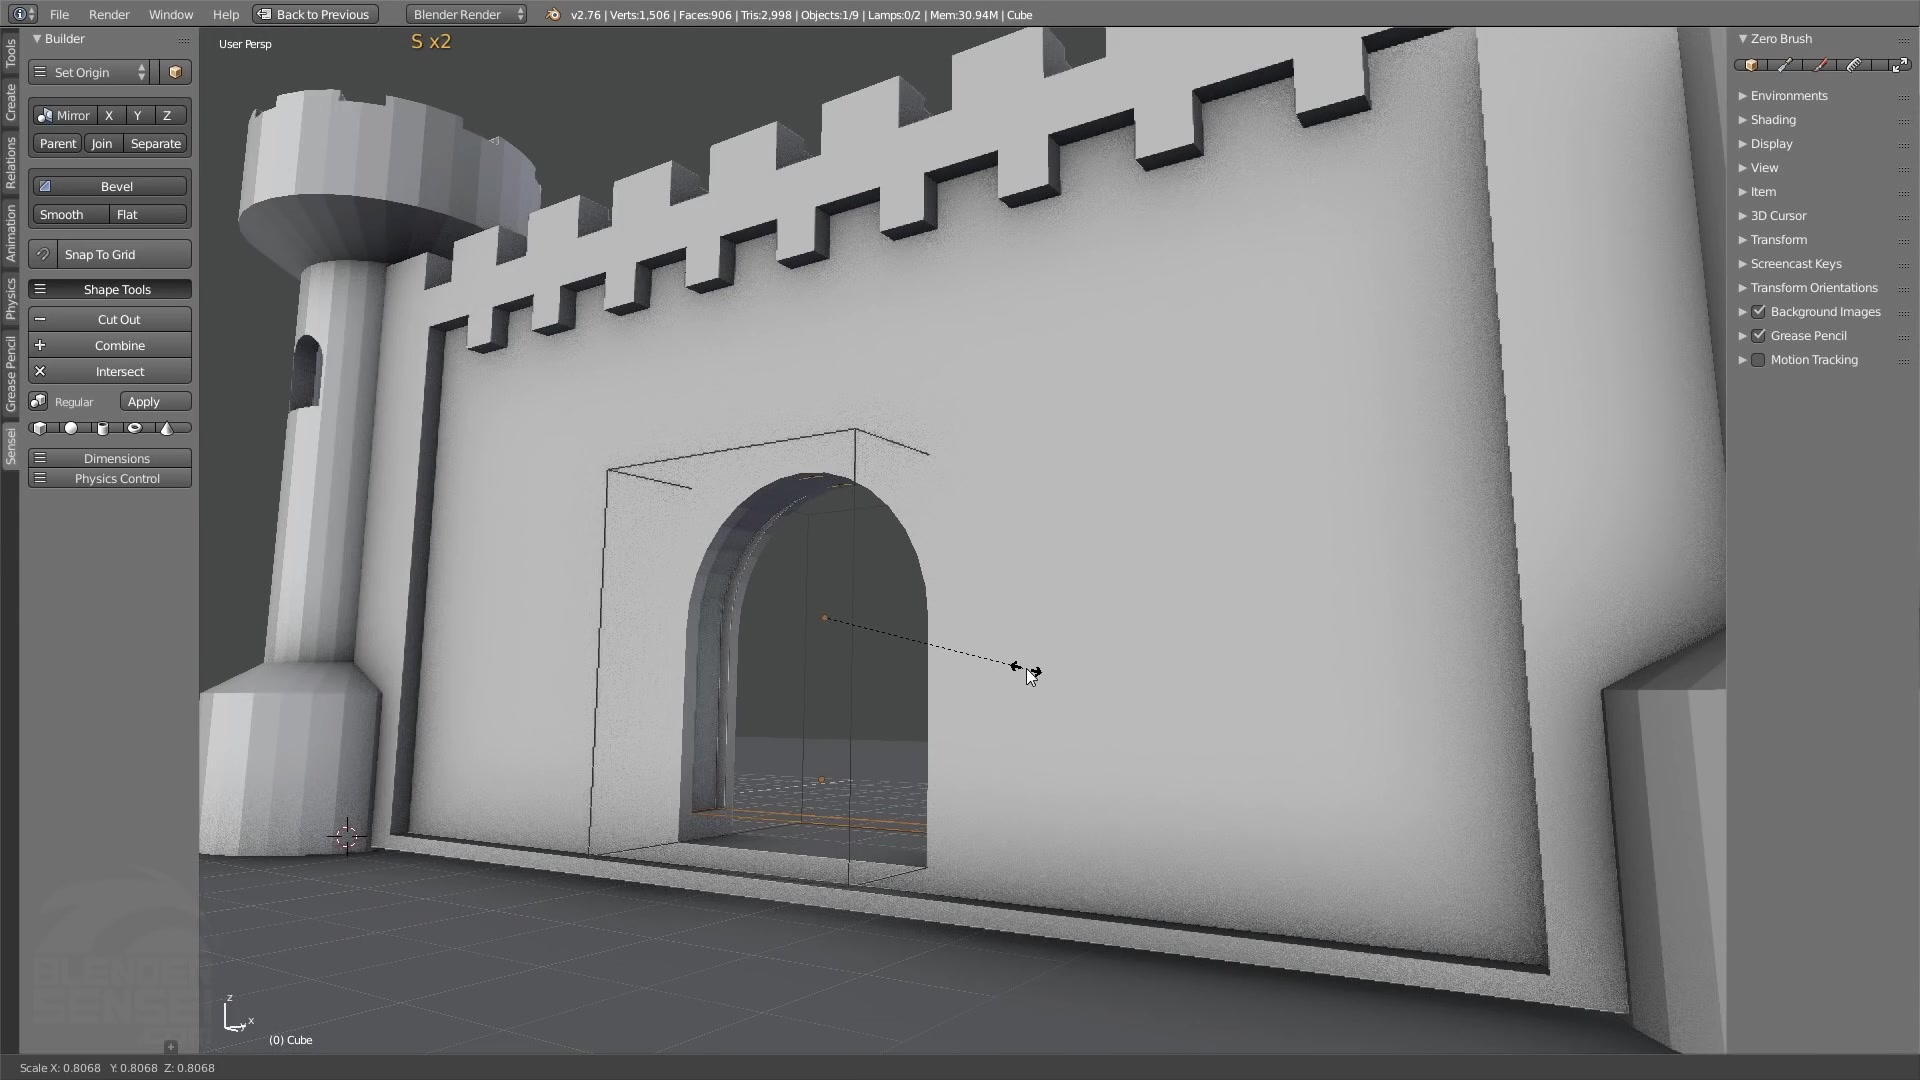 File Render Window Help Back to Previous Blender Render v2.76 | Verts:1,506 | Faces:906 | Tris:2,998 | Objects:1/9 | Lamps:0/2 | Mem:30.94M | Cube
Builder
Set Origin
Mirror X Y Z
Parent Join Separate
Bevel
Smooth Flat
Snap To Grid
Shape Tools
Cut Out
Combine
Intersect
Regular Apply
Dimensions
Physics Control
Tools
Create
Relations
Animation
Physics
Grease Pencil
Sensei
User Persp
S x2
Zero Brush
Environments
Shading
Display
View
Item
3D Cursor
Transform
Screencast Keys
Transform Orientations
Background Images
Grease Pencil
Motion Tracking
BLENDER
SENSEI
.COM
z
x
y
(0) Cube
Scale X: 0.8068 Y: 0.8068 Z: 0.8068